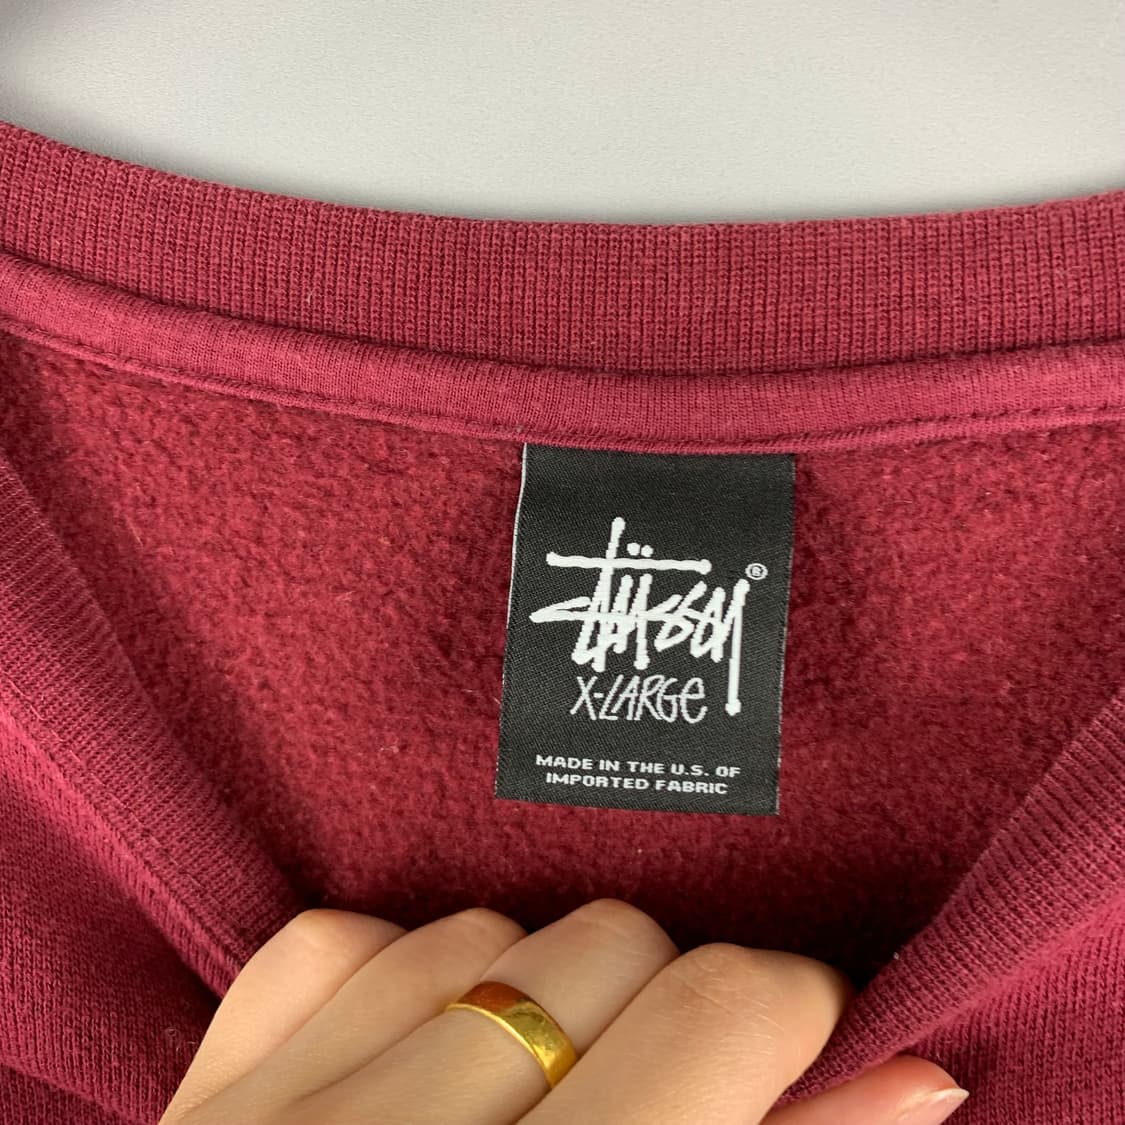 Stüssy ®
X-LARGE
MADE IN THE U.S. OF
IMPORTED FABRIC